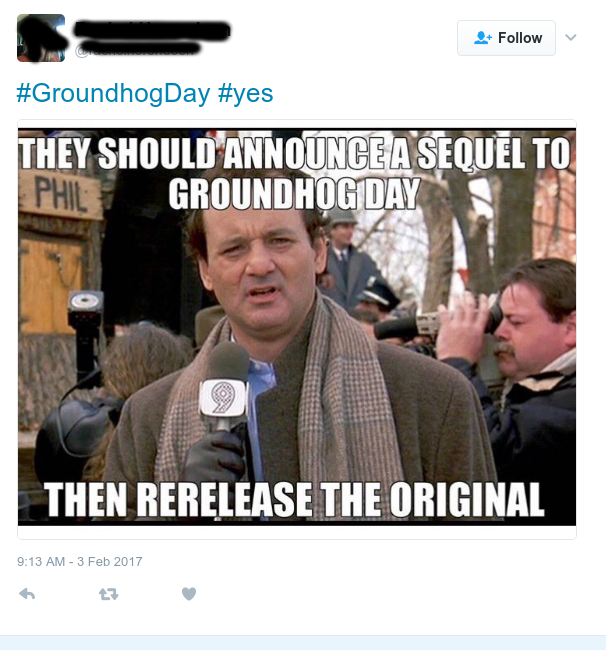 Follow
#GroundhogDay #yes
THEY SHOULD ANNOUNCE A SEQUEL TO
GROUNDHOG DAY
PHIL
9
THEN RERELEASE THE ORIGINAL
9:13 AM - 3 Feb 2017